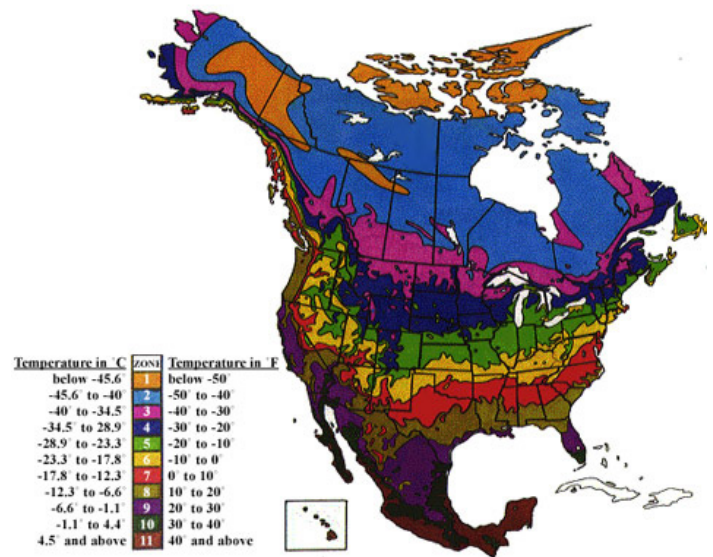 Temperature in °C ZONE Temperature in °F
below -45.6° 1 below -50°
-45.6° to -40° 2 -50° to -40°
-40° to -34.5° 3 -40° to -30°
-34.5° to 28.9° 4 -30° to -20°
-28.9° to -23.3° 5 -20° to -10°
-23.3° to -17.8° 6 -10° to 0°
-17.8° to -12.3° 7 0° to 10°
-12.3° to -6.6° 8 10° to 20°
-6.6° to -1.1° 9 20° to 30°
-1.1° to 4.4° 10 30° to 40°
4.5° and above 11 40° and above